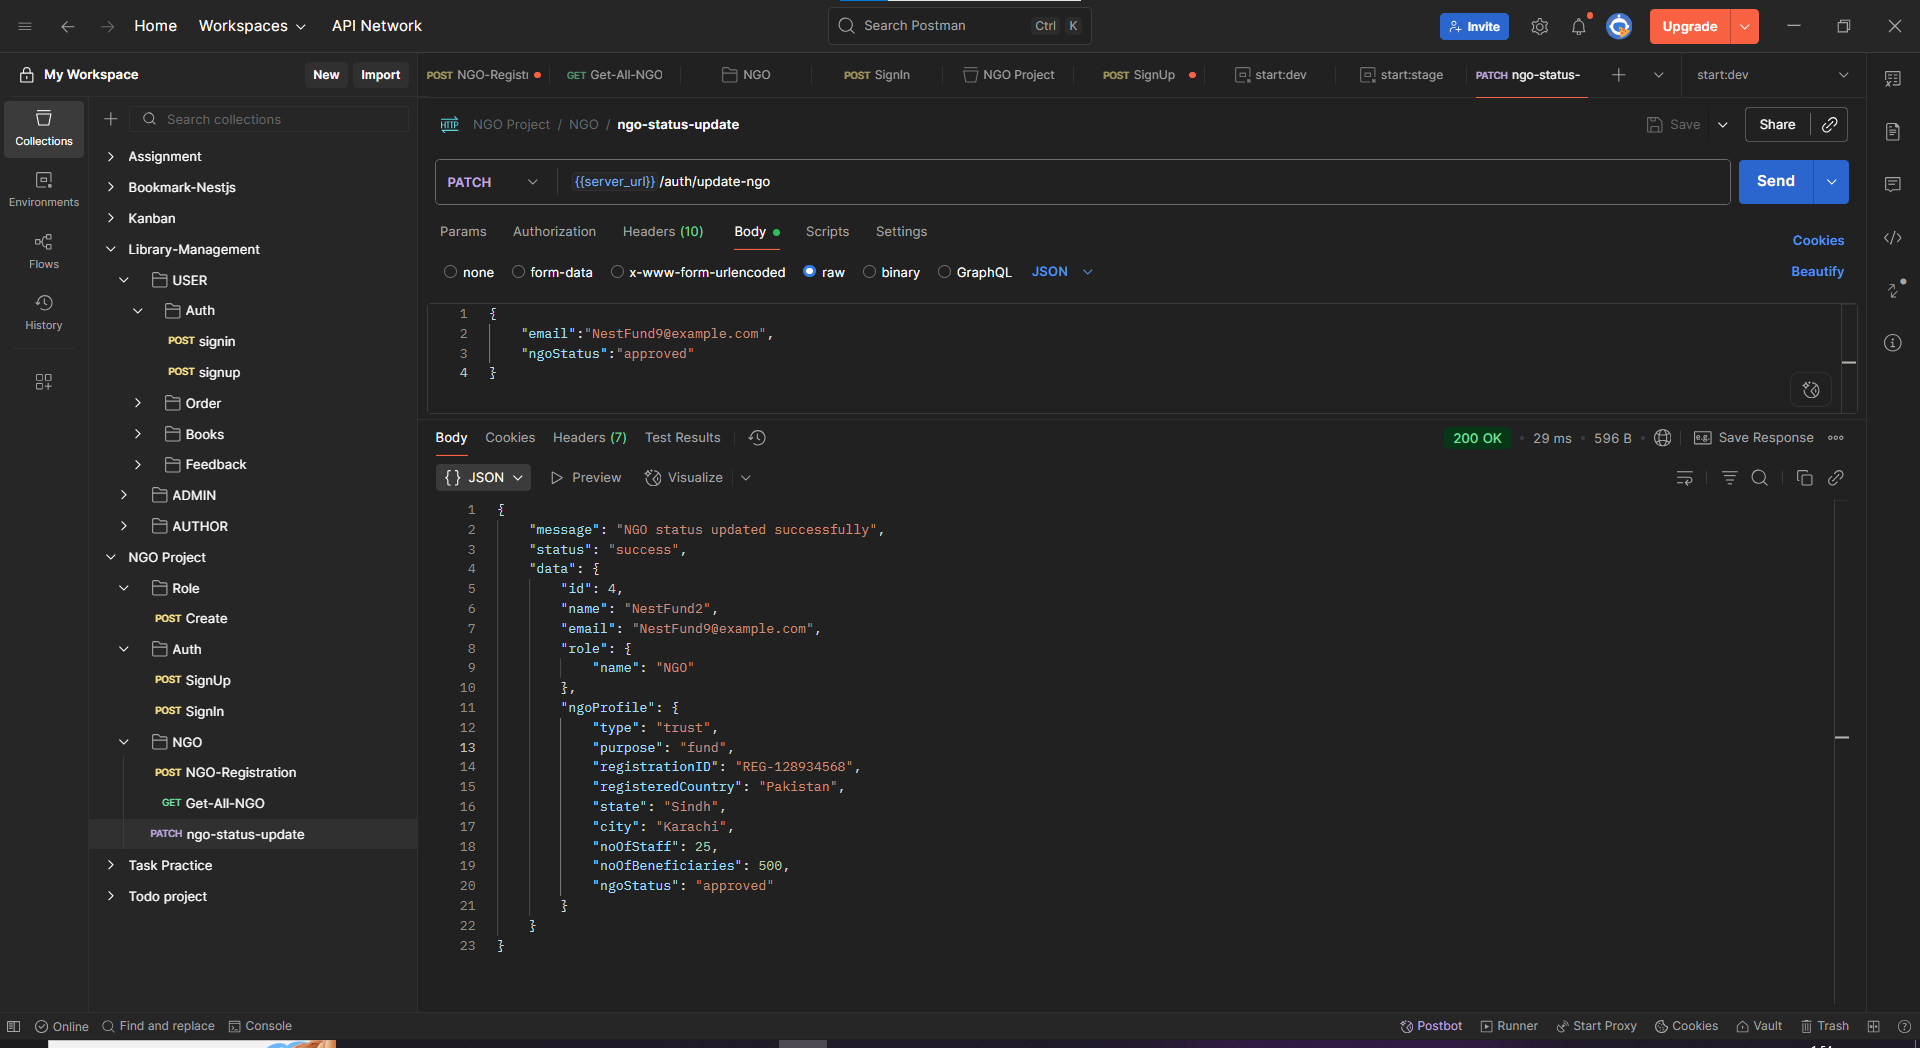 Home Workspaces API Network Search Postman Ctrl K Invite Upgrade
My Workspace New Import POST NGO-Registr GET Get-All-NGO NGO POST SignIn NGO Project POST SignUp start:dev start:stage PATCH ngo-status- start:dev
Search collections
Collections
Environments
Flows
History
Assignment
Bookmark-Nestjs
Kanban
Library-Management
USER
Auth
POST signin
POST signup
Order
Books
Feedback
ADMIN
AUTHOR
NGO Project
Role
POST Create
Auth
POST SignUp
POST SignIn
NGO
POST NGO-Registration
GET Get-All-NGO
PATCH ngo-status-update
Task Practice
Todo project
HTTP NGO Project / NGO / ngo-status-update Save Share
PATCH {{server_url}} /auth/update-ngo Send
Params Authorization Headers (10) Body Scripts Settings Cookies
none form-data x-www-form-urlencoded raw binary GraphQL JSON Beautify
1 {
2 "email":"NestFund9@example.com",
3 "ngoStatus":"approved"
4 }
Body Cookies Headers (7) Test Results 200 OK 29 ms 596 B e.g. Save Response
{} JSON Preview Visualize
1 {
2 "message": "NGO status updated successfully",
3 "status": "success",
4 "data": {
5 "id": 4,
6 "name": "NestFund2",
7 "email": "NestFund9@example.com",
8 "role": {
9 "name": "NGO"
10 },
11 "ngoProfile": {
12 "type": "trust",
13 "purpose": "fund",
14 "registrationID": "REG-128934568",
15 "registeredCountry": "Pakistan",
16 "state": "Sindh",
17 "city": "Karachi",
18 "noOfStaff": 25,
19 "noOfBeneficiaries": 500,
20 "ngoStatus": "approved"
21 }
22 }
23 }
Online Find and replace Console Postbot Runner Start Proxy Cookies Vault Trash